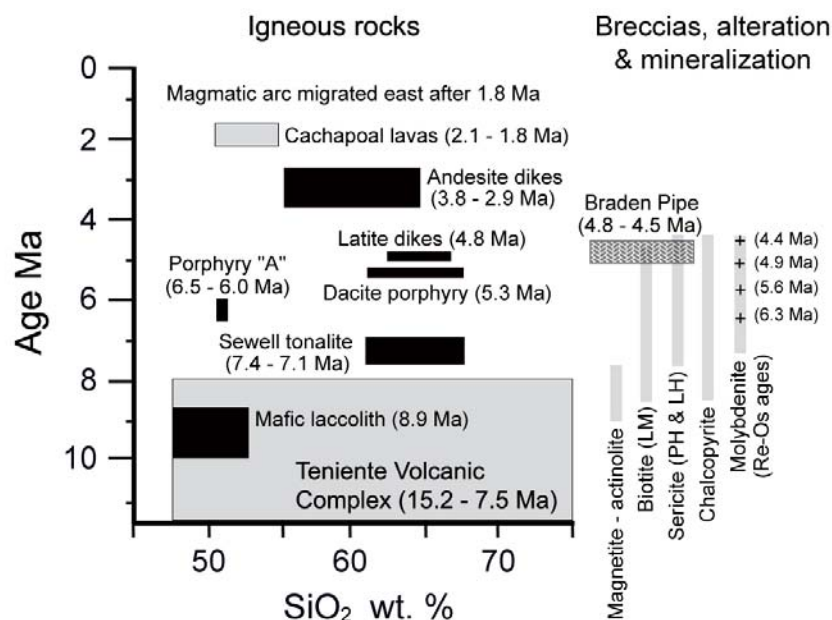 Igneous rocks
Breccias, alteration
& mineralization
Age Ma
0
2
4
6
8
10
Magmatic arc migrated east after 1.8 Ma
Cachapoal lavas (2.1 - 1.8 Ma)
Andesite dikes
(3.8 - 2.9 Ma)
Latite dikes (4.8 Ma)
Porphyry "A"
(6.5 - 6.0 Ma)
Dacite porphyry (5.3 Ma)
Sewell tonalite
(7.4 - 7.1 Ma)
Mafic laccolith (8.9 Ma)
Teniente Volcanic
Complex (15.2 - 7.5 Ma)
50
60
70
SiO₂ wt. %
Braden Pipe
(4.8 - 4.5 Ma)
+ (4.4 Ma)
+ (4.9 Ma)
+ (5.6 Ma)
+ (6.3 Ma)
Magnetite - actinolite
Biotite (LM)
Sericite (PH & LH)
Chalcopyrite
Molybdenite
(Re-Os ages)